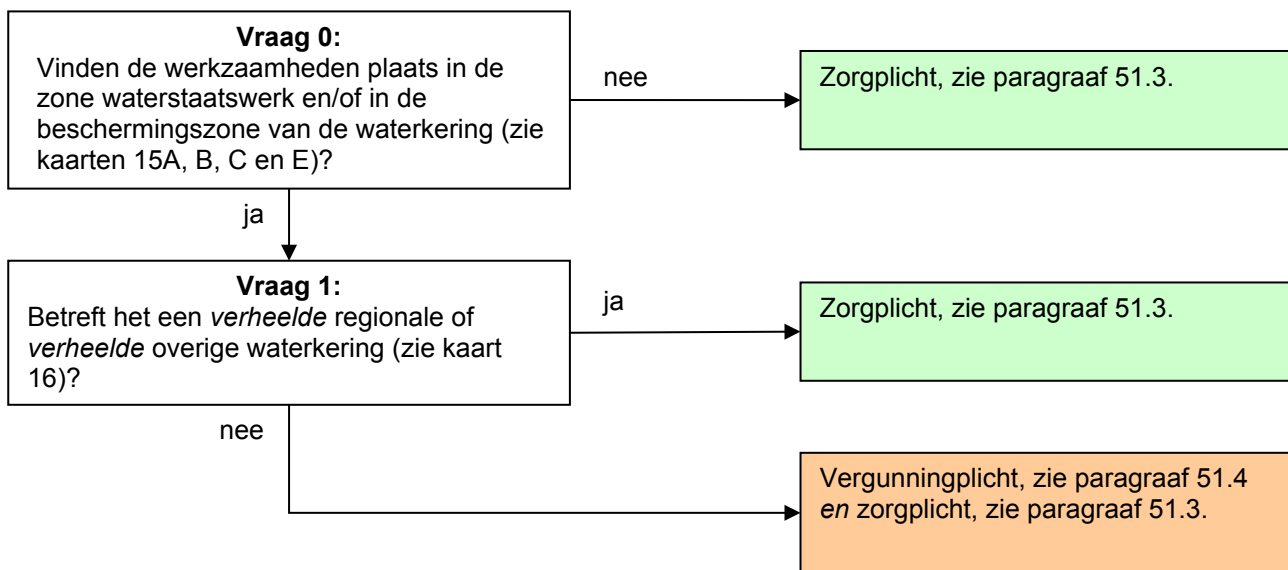 Vraag 0:
Vinden de werkzaamheden plaats in de
zone waterstaatswerk en/of in de
beschermingszone van de waterkering (zie
kaarten 15A, B, C en E)?
nee
Zorgplicht, zie paragraaf 51.3.
ja
Vraag 1:
Betreft het een verheelde regionale of
verheelde overige waterkering (zie kaart
16)?
ja
Zorgplicht, zie paragraaf 51.3.
nee
Vergunningplicht, zie paragraaf 51.4
en zorgplicht, zie paragraaf 51.3.